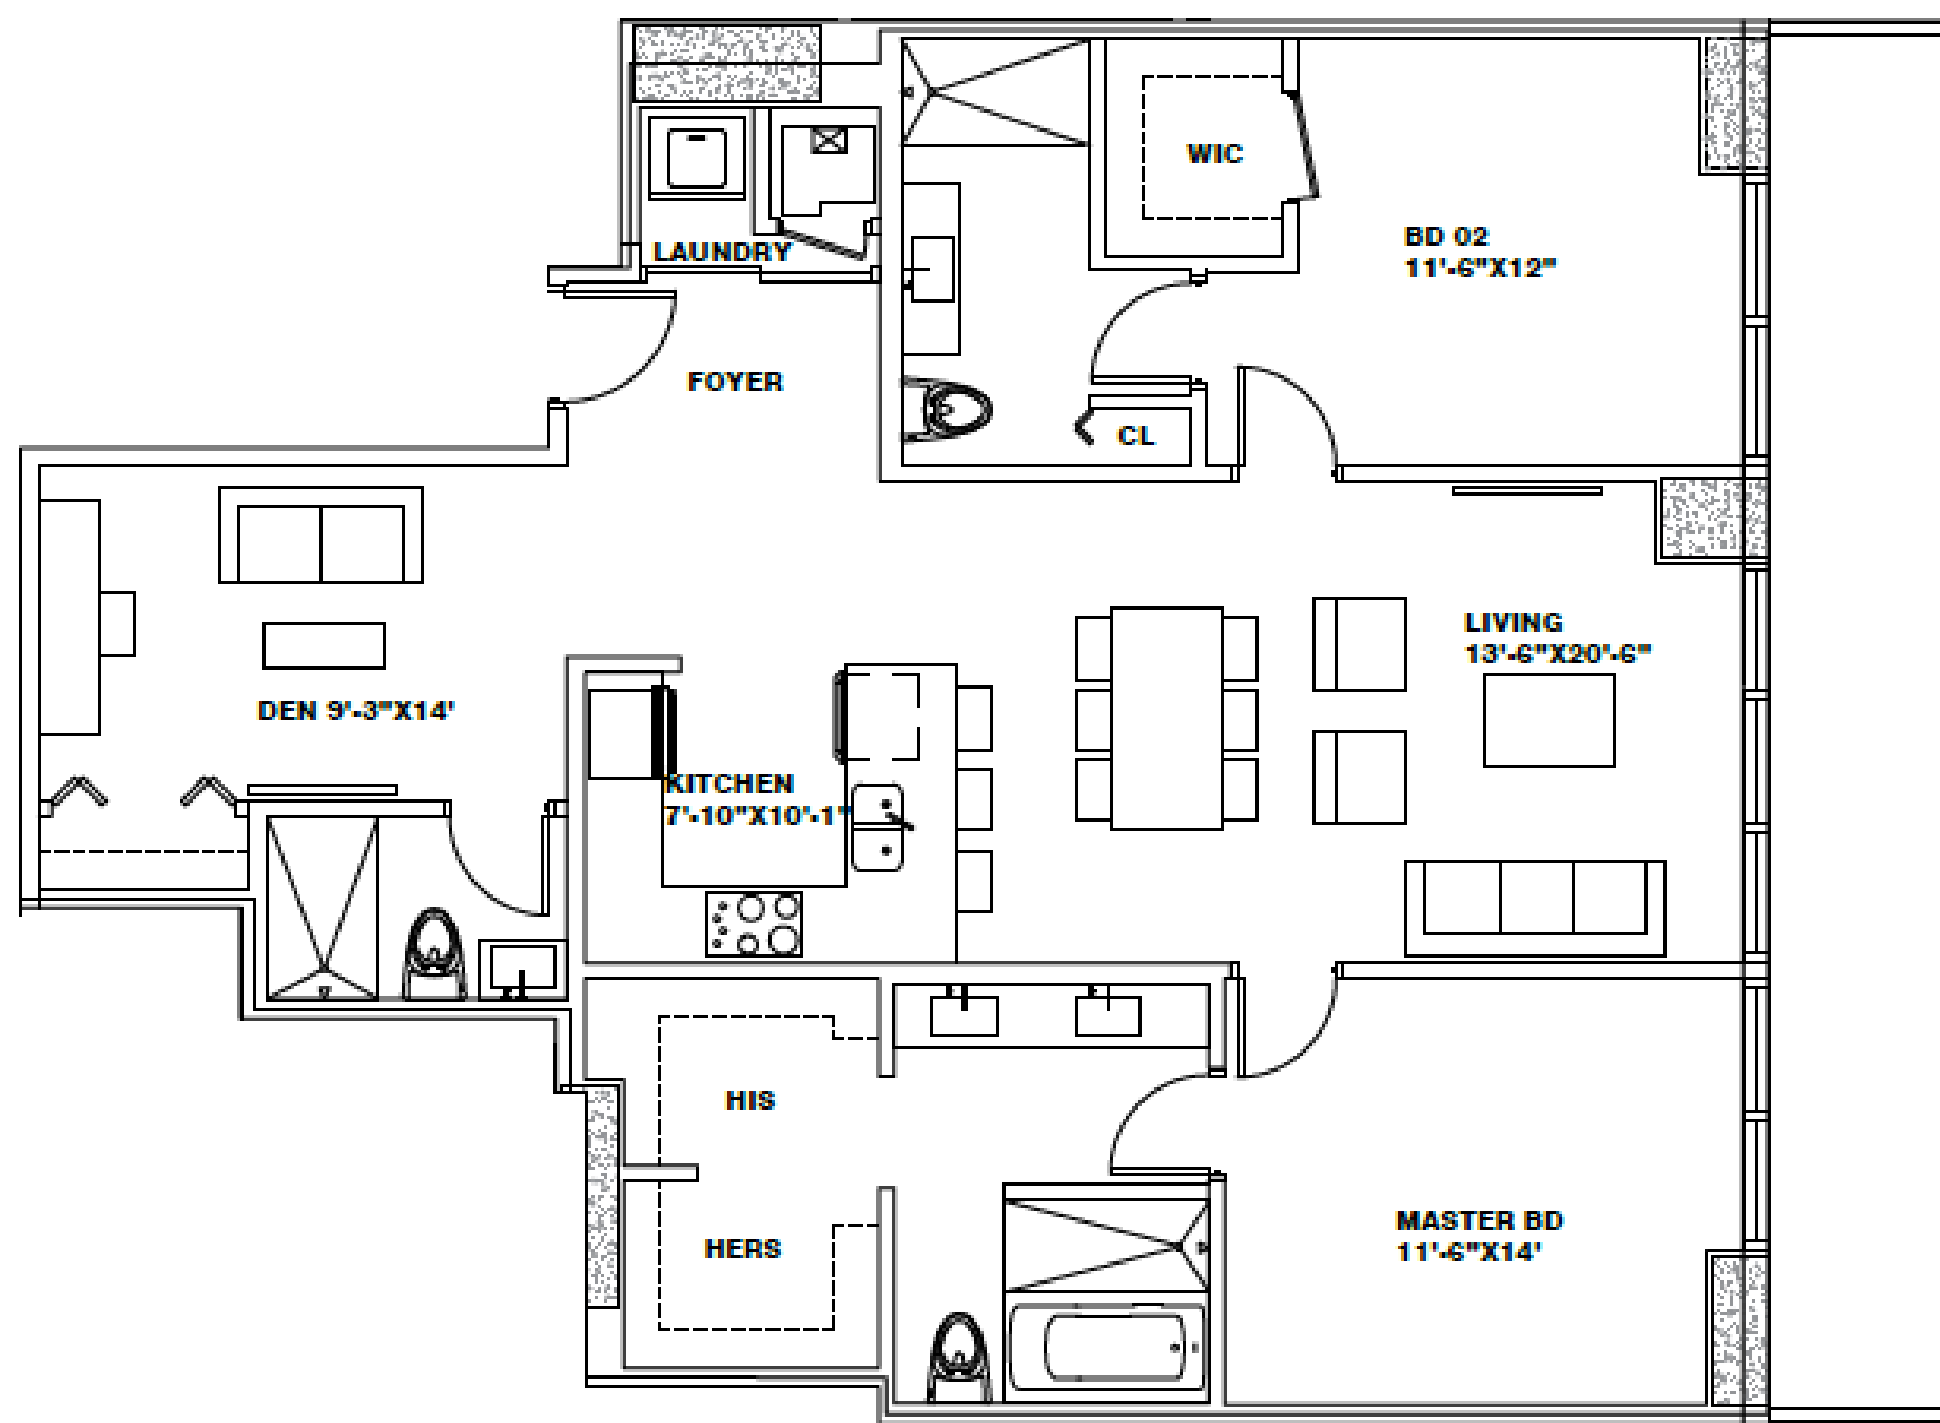 WIC
BD 02
11'-6"X12"
LAUNDRY
FOYER
CL
LIVING
13'-6"X20'-6"
DEN 9'-3"X14'
KITCHEN
7'-10"X10'-1"
HIS
HERS
MASTER BD
11'-6"X14'